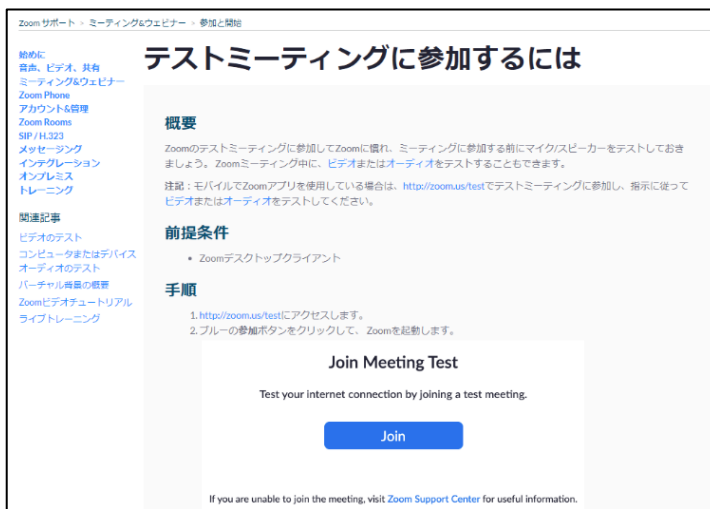 Zoom サポート > ミーティング&ウェビナー > 参加と開始
始めに
音声、ビデオ、共有
ミーティング&ウェビナー
Zoom Phone
アカウント&管理
Zoom Rooms
SIP / H.323
メッセージング
インテグレーション
オンプレミス
トレーニング
関連記事
ビデオのテスト
コンピュータまたはデバイス
オーディオのテスト
バーチャル背景の概要
Zoomビデオチュートリアル
ライブトレーニング
テストミーティングに参加するには
概要
Zoomのテストミーティングに参加してZoomに慣れ、ミーティングに参加する前にマイク/スピーカーをテストしておき
ましょう。 Zoomミーティング中に、ビデオまたはオーディオをテストすることもできます。
注記：モバイルでZoomアプリを使用している場合は、http://zoom.us/testでテストミーティングに参加し、指示に従って
ビデオまたはオーディオをテストしてください。
前提条件
• Zoomデスクトップクライアント
手順
1. http://zoom.us/testにアクセスします。
2. ブルーの参加ボタンをクリックして、 Zoomを起動します。
Join Meeting Test
Test your internet connection by joining a test meeting.
Join
If you are unable to join the meeting, visit Zoom Support Center for useful information.